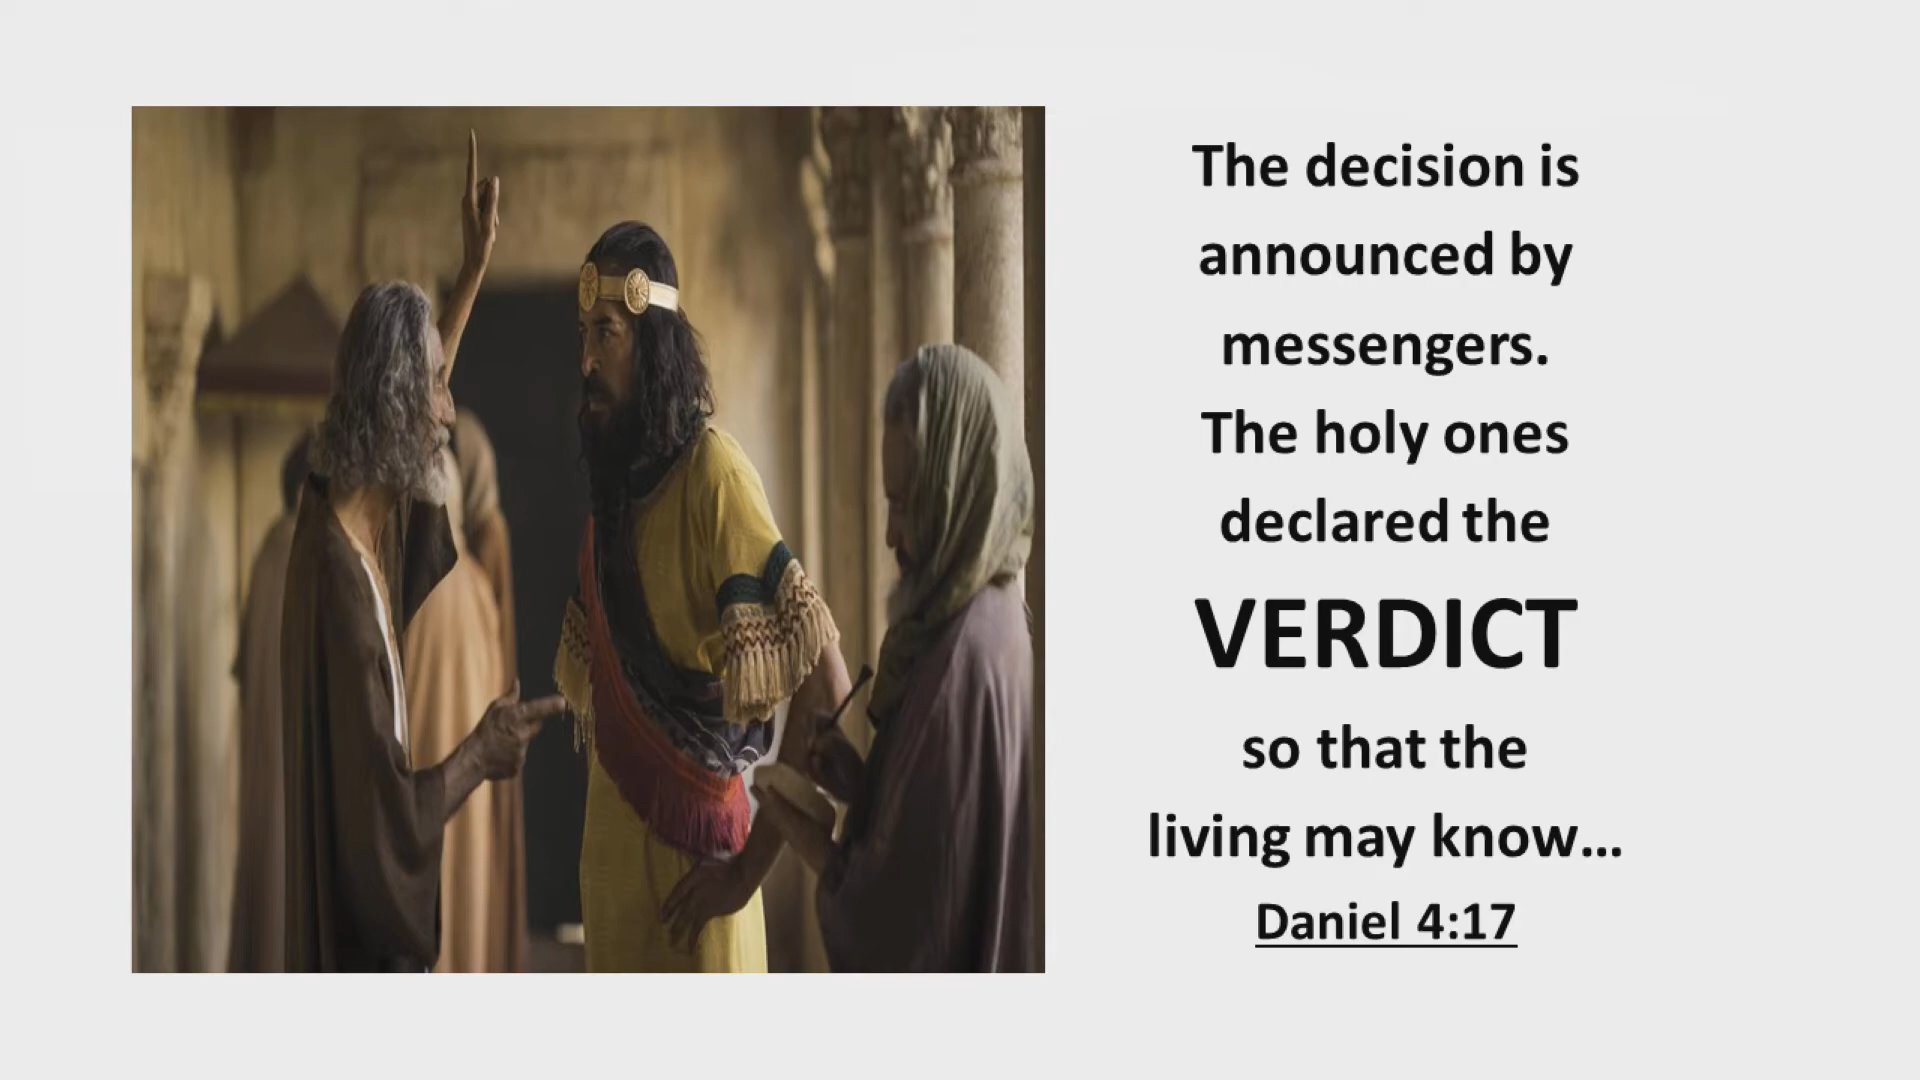 The decision is
announced by
messengers.
The holy ones
declared the
VERDICT
so that the
living may know...
Daniel 4:17